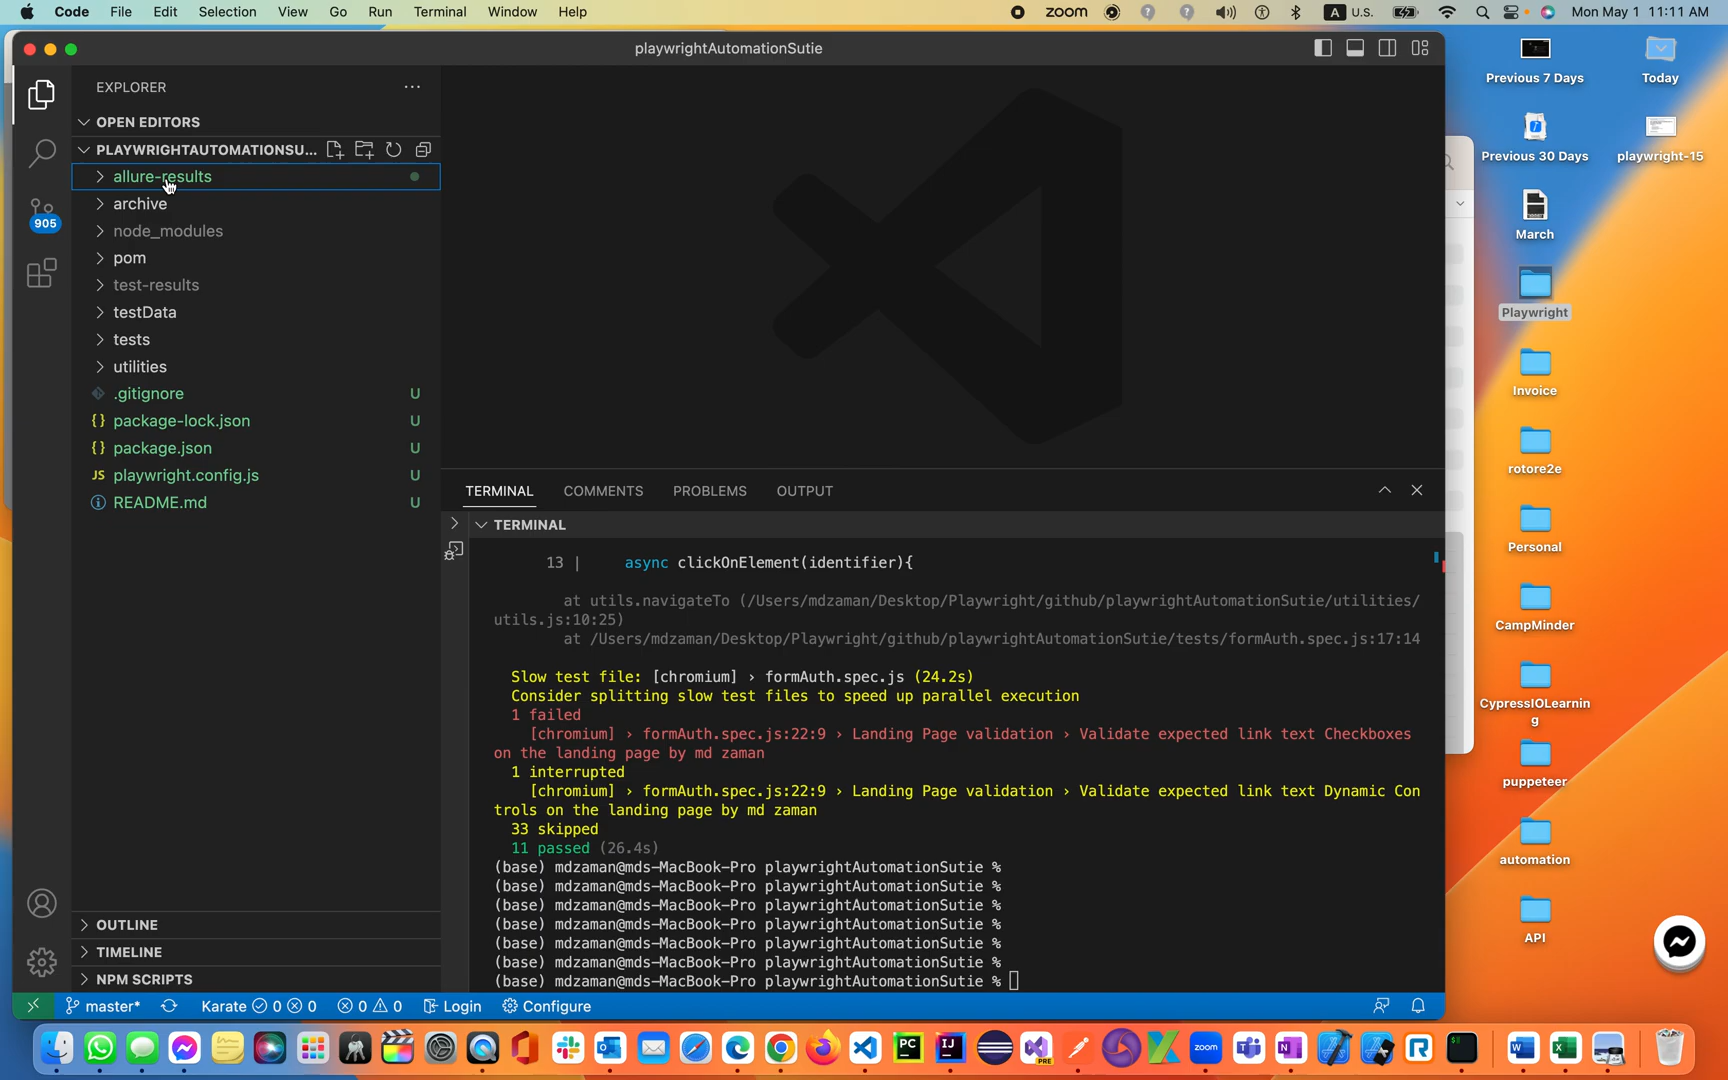 Code File Edit Selection View Go Run Terminal Window Help
zoom A U.S. Mon May 1 11:11 AM
playwrightAutomationSutie
EXPLORER
OPEN EDITORS
PLAYWRIGHTAUTOMATIONSU...
allure-results
archive
node_modules
pom
test-results
testData
tests
utilities
.gitignore U
{} package-lock.json U
{} package.json U
JS playwright.config.js U
README.md U
905
OUTLINE
TIMELINE
NPM SCRIPTS
TERMINAL COMMENTS PROBLEMS OUTPUT
TERMINAL
13 | async clickOnElement(identifier){
at utils.navigateTo (/Users/mdzaman/Desktop/Playwright/github/playwrightAutomationSutie/utilities/
utils.js:10:25)
at /Users/mdzaman/Desktop/Playwright/github/playwrightAutomationSutie/tests/formAuth.spec.js:17:14
Slow test file: [chromium] › formAuth.spec.js (24.2s)
Consider splitting slow test files to speed up parallel execution
1 failed
[chromium] › formAuth.spec.js:22:9 › Landing Page validation › Validate expected link text Checkboxes
on the landing page by md zaman
1 interrupted
[chromium] › formAuth.spec.js:22:9 › Landing Page validation › Validate expected link text Dynamic Con
trols on the landing page by md zaman
33 skipped
11 passed (26.4s)
(base) mdzaman@mds-MacBook-Pro playwrightAutomationSutie %
(base) mdzaman@mds-MacBook-Pro playwrightAutomationSutie %
(base) mdzaman@mds-MacBook-Pro playwrightAutomationSutie %
(base) mdzaman@mds-MacBook-Pro playwrightAutomationSutie %
(base) mdzaman@mds-MacBook-Pro playwrightAutomationSutie %
(base) mdzaman@mds-MacBook-Pro playwrightAutomationSutie %
(base) mdzaman@mds-MacBook-Pro playwrightAutomationSutie %
master* Karate 0 0 0 0 Login Configure
Previous 7 Days
Today
Previous 30 Days
playwright-15
March
Playwright
Invoice
rotore2e
Personal
CampMinder
CypressIOLearnin
g
puppeteer
automation
API
PC IJ PRE zoom